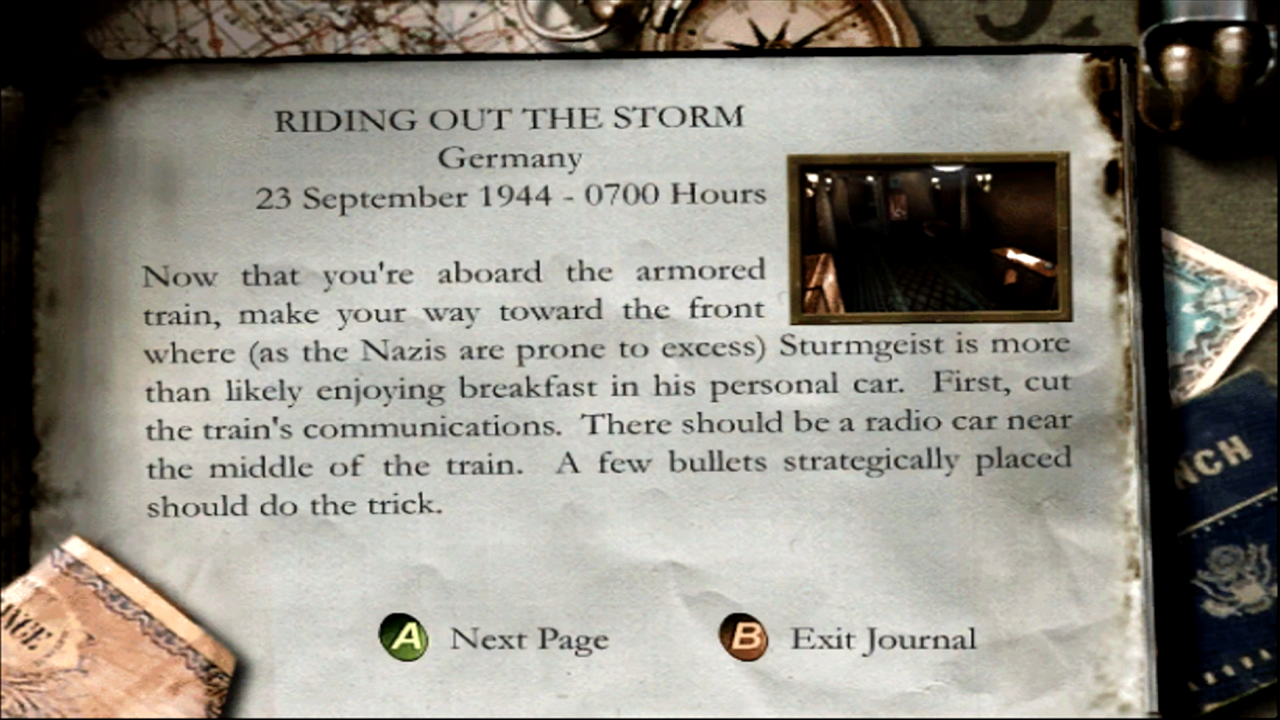 RIDING OUT THE STORM
Germany
23 September 1944 - 0700 Hours
Now that you're aboard the armored
train, make your way toward the front
where (as the Nazis are prone to excess) Sturmgeist is more
than likely enjoying breakfast in his personal car. First, cut
the train's communications. There should be a radio car near
the middle of the train. A few bullets strategically placed
should do the trick.
A Next Page B Exit Journal